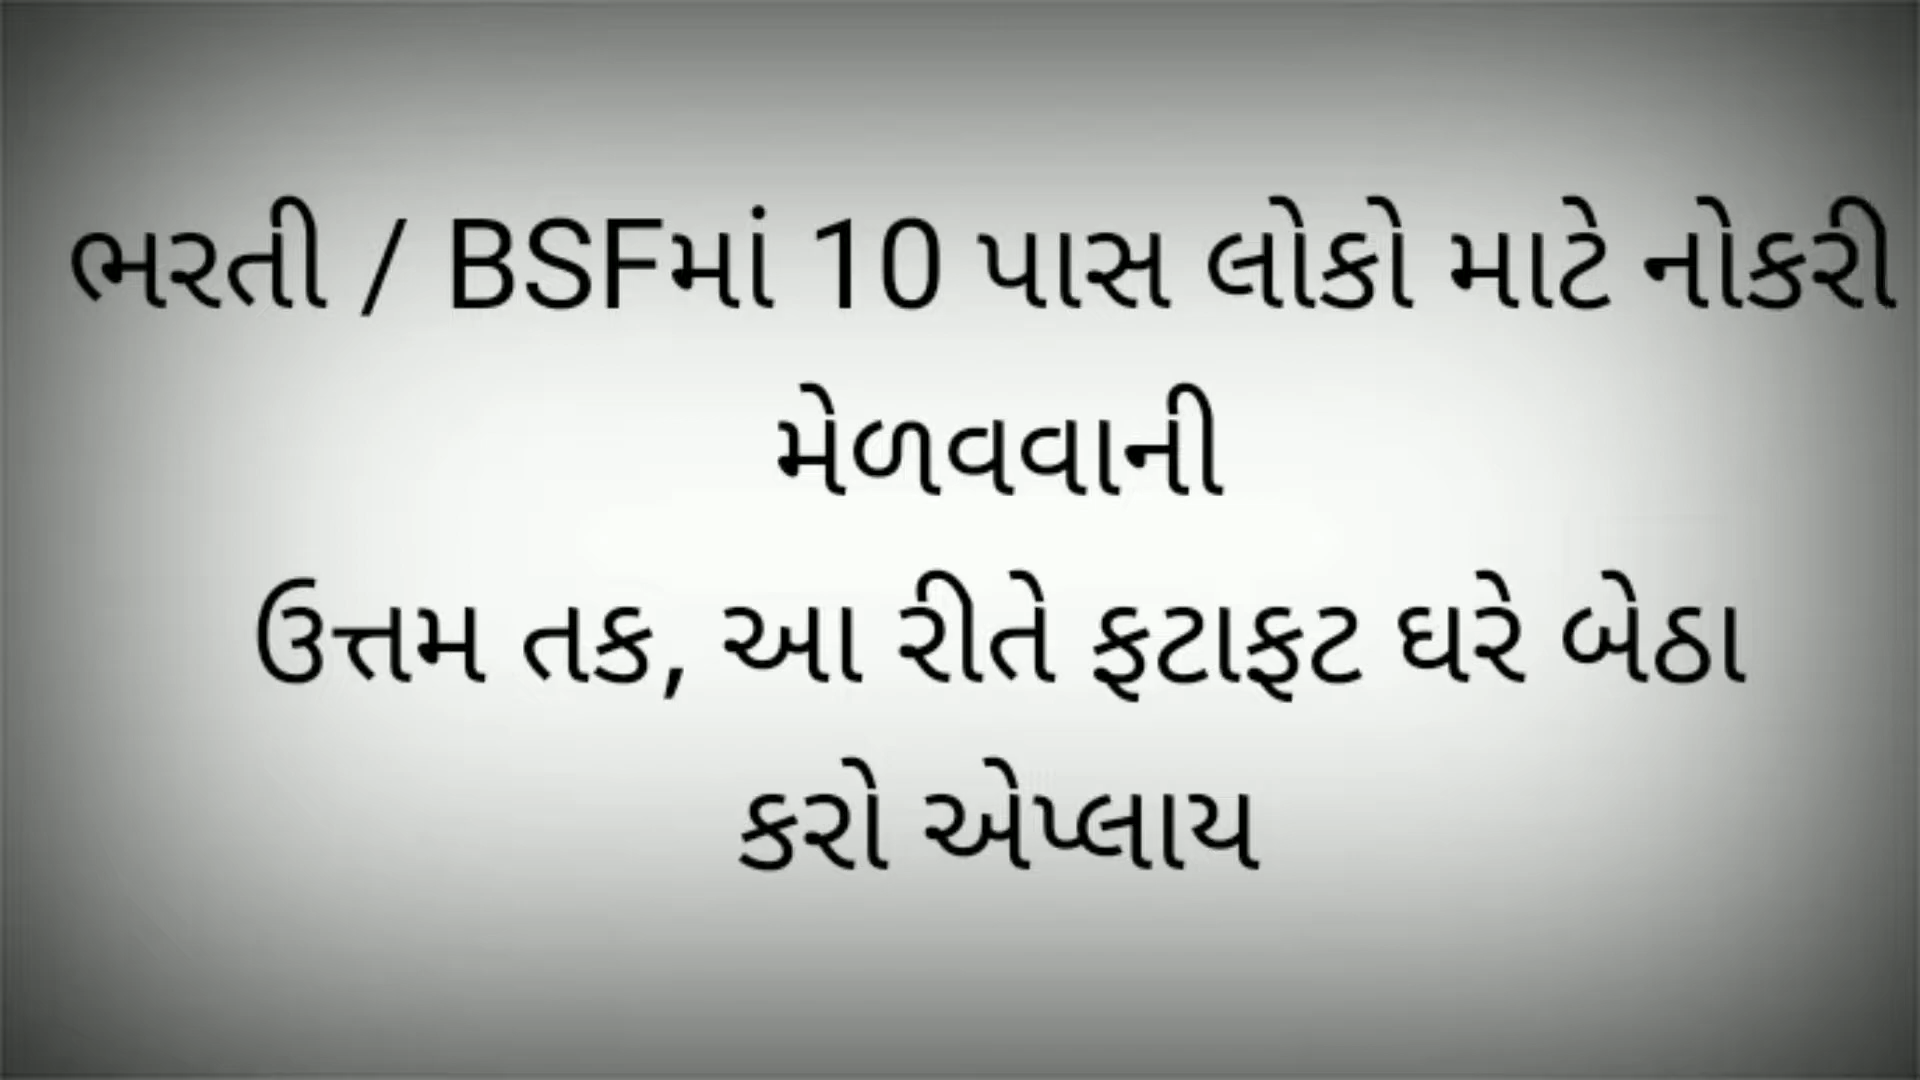 ભરતી / BSFમાં 10 પાસ લોકો માટે નોકરી
મેળવવાની
ઉત્તમ તક, આ રીતે ફટાફટ ઘરે બેઠા
કરો એપ્લાય